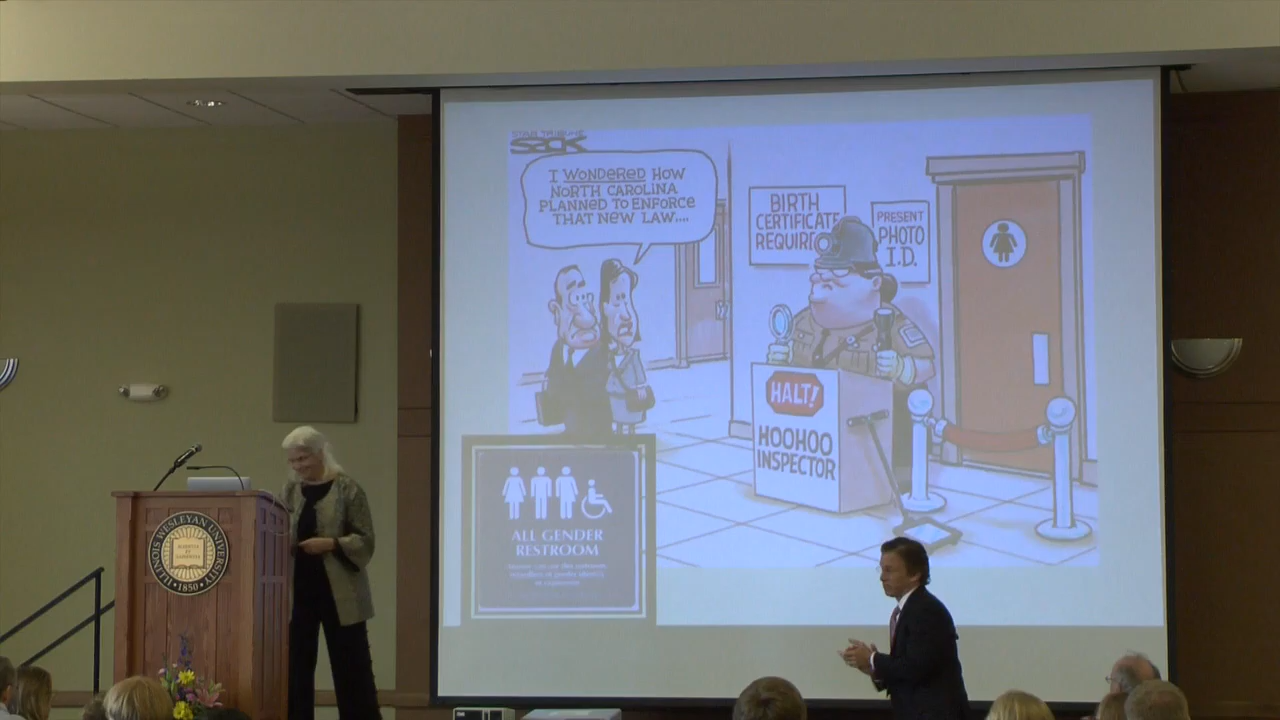 STAR TRIBUNE
SACK
I WONDERED HOW
NORTH CAROLINA
PLANNED TO ENFORCE
THAT NEW LAW....
BIRTH
CERTIFICATE
REQUIRE
PRESENT
PHOTO
I.D.
HALT!
HOOHOO
INSPECTOR
ALL GENDER
RESTROOM
ILLINOIS WESLEYAN UNIVERSITY
1850